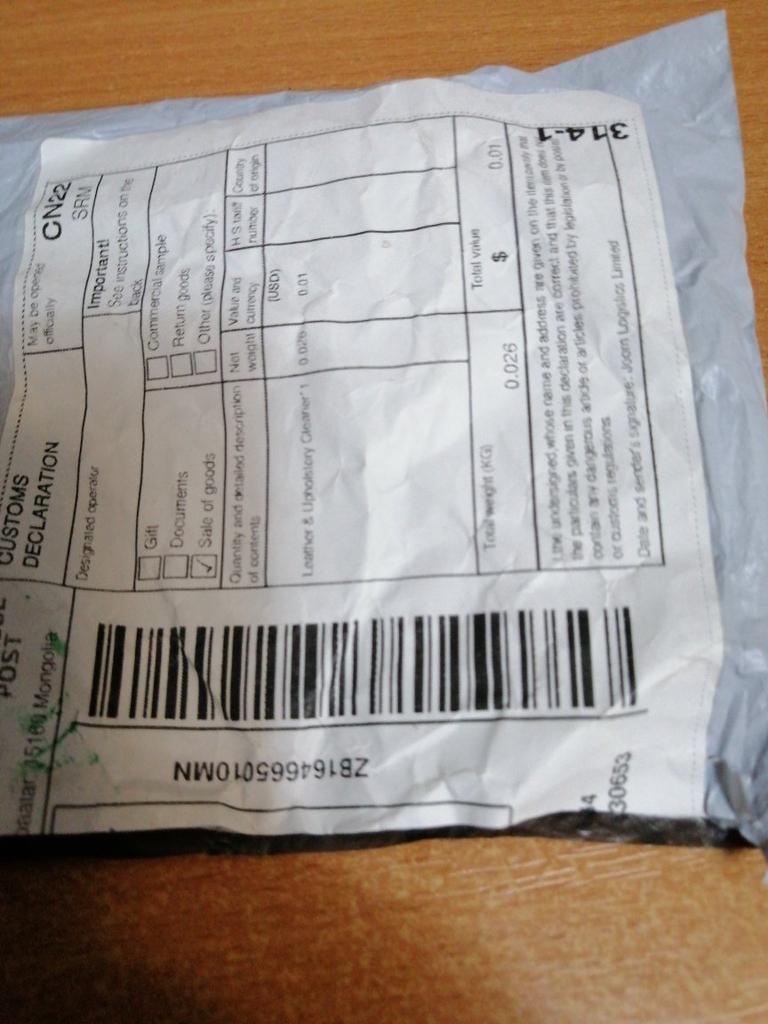 POST
15160 Mongolia
CUSTOMS
DECLARATION
May be opened
officially
CN22
SRM
Designated operator
Important!
See instructions on the
back
Gift
Commercial sample
Documents
Return goods
✓ Sale of goods
Other (please specify).
Quantity and detailed description
of contents
Net
weight
Value and
currency
(USD)
H S tariff
number
Country
of origin
Leather & Upholstery Cleaner*1 0.026 0.01
Total weight (KG)
0.026
Total value
$ 0.01
I,the undersigned,whose name and address are given on the item,certify that
the particulars given in this declaration are correct and that this item does
contain any dangerous article or articles prohibited by legislation or by postal
or customs regulations
Date and sender's signature: Joom Logistics Limited
314-1
ZB164665010MN
30653